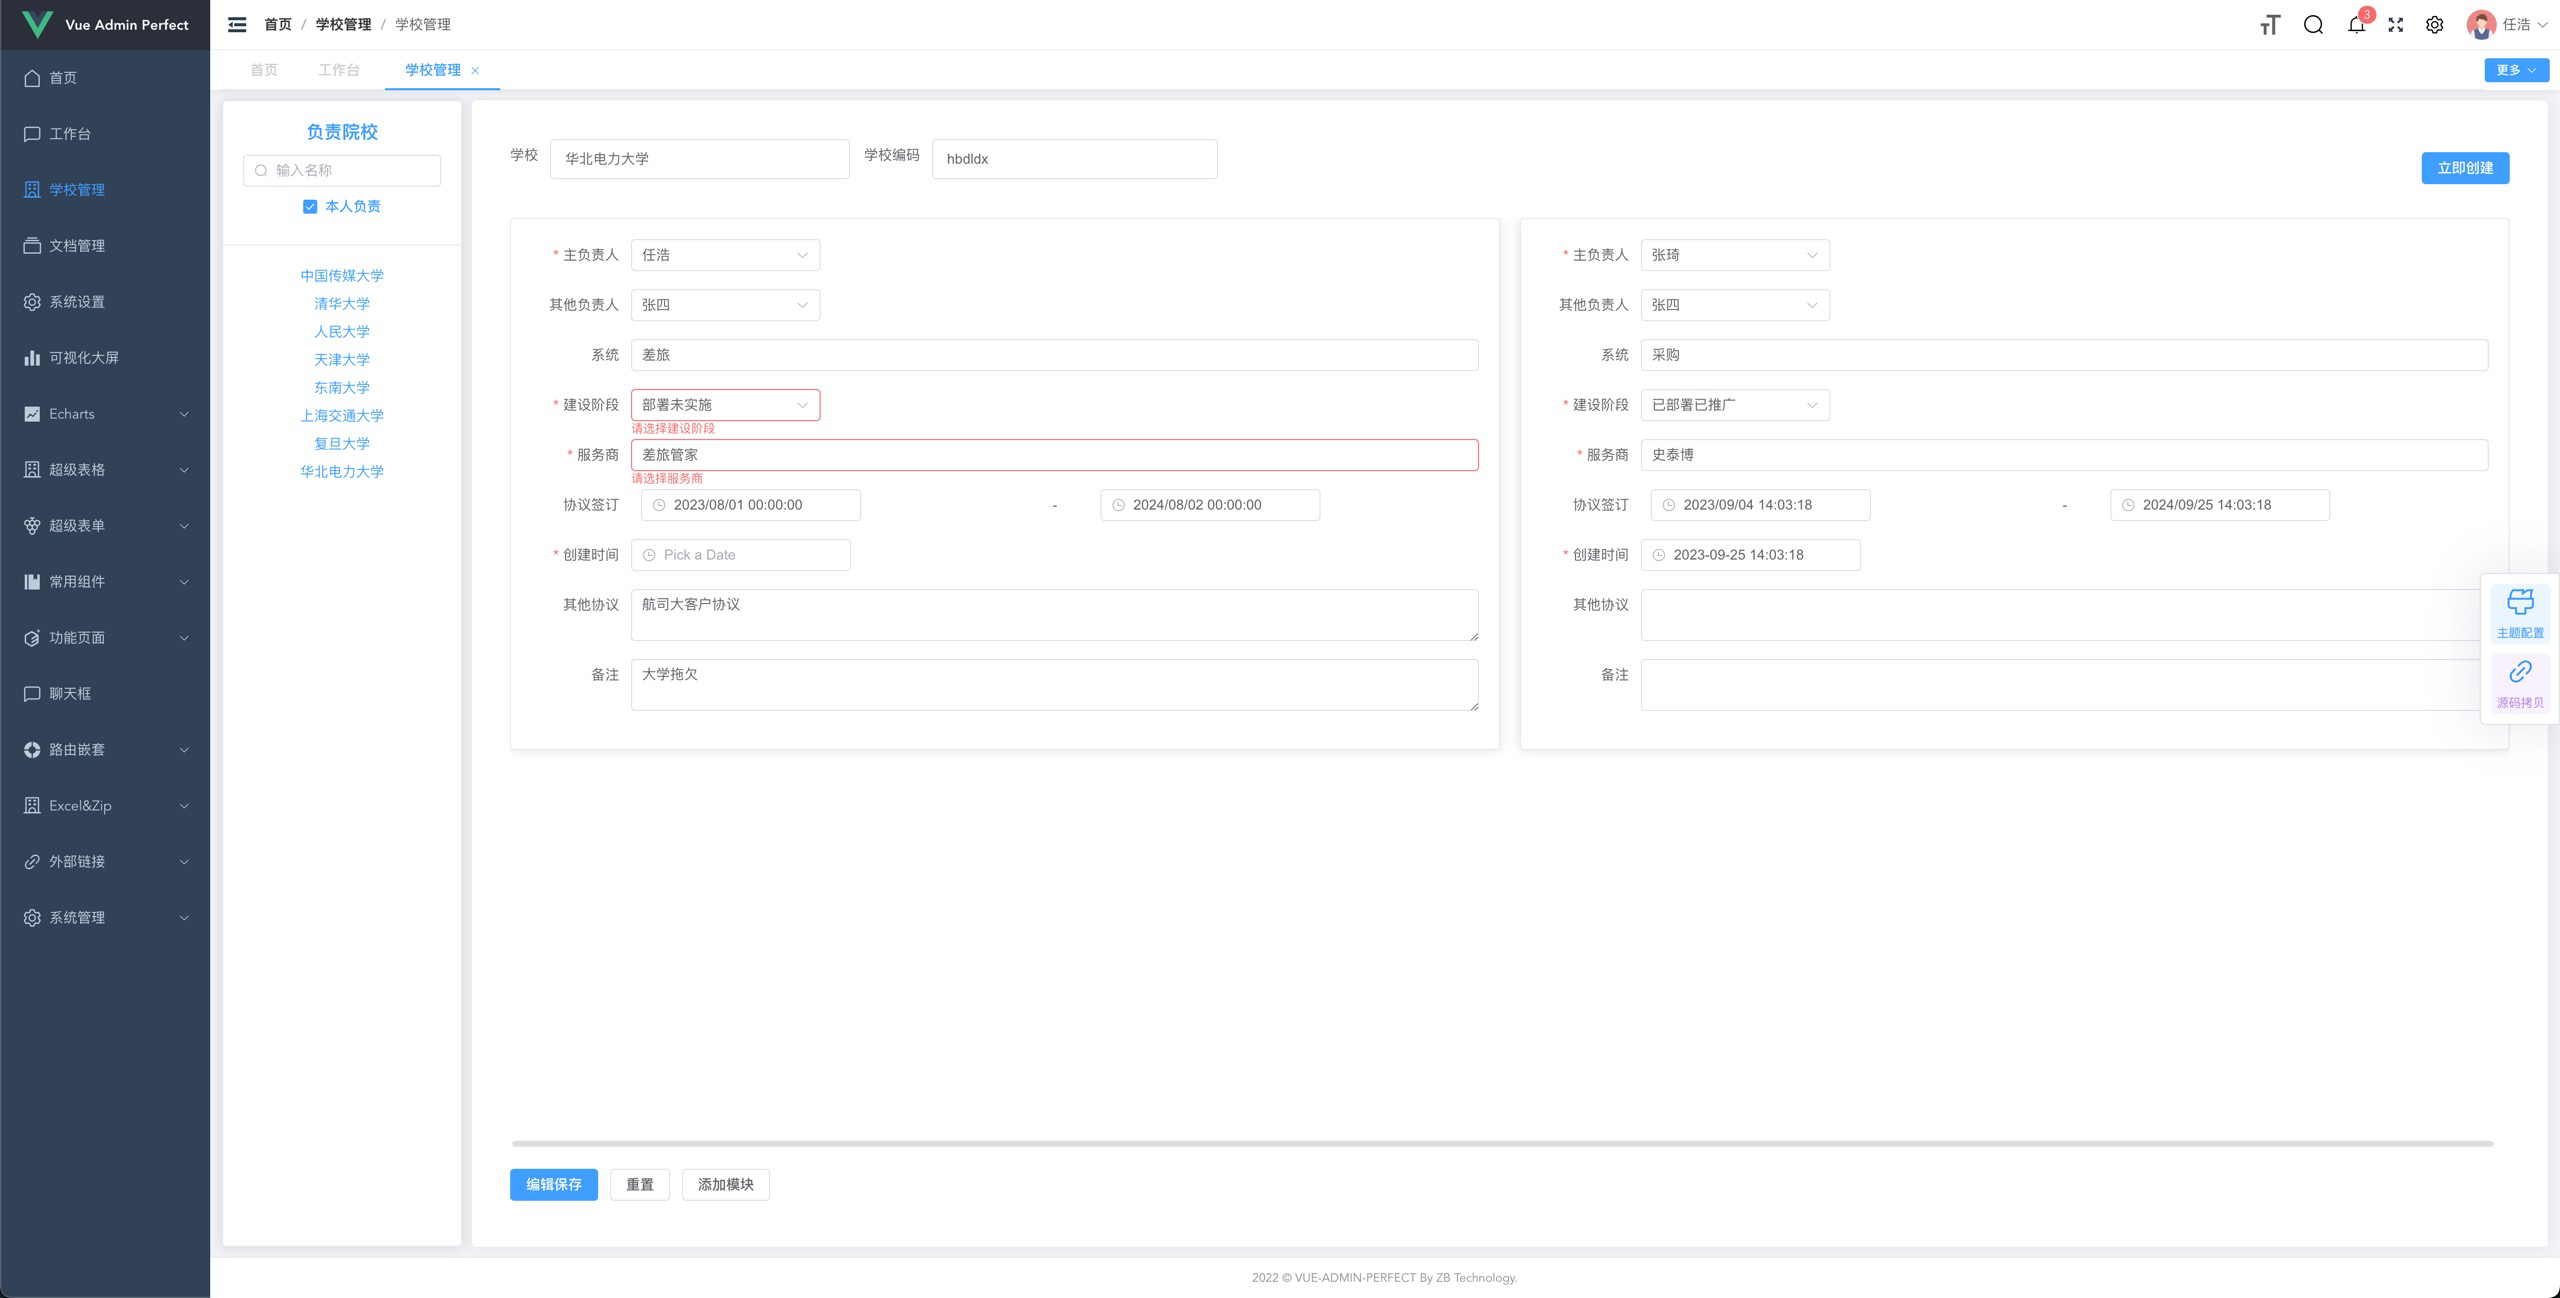 Vue Admin Perfect
首页 / 学校管理 / 学校管理
3
任浩
首页
工作台
学校管理
更多
首页
工作台
学校管理
文档管理
系统设置
可视化大屏
Echarts
超级表格
超级表单
常用组件
功能页面
聊天框
路由嵌套
Excel&Zip
外部链接
系统管理
负责院校
输入名称
本人负责
中国传媒大学
清华大学
人民大学
天津大学
东南大学
上海交通大学
复旦大学
华北电力大学
学校 华北电力大学 学校编码 hbdldx
立即创建
* 主负责人 任浩
其他负责人 张四
系统 差旅
* 建设阶段 部署未实施
请选择建设阶段
* 服务商 差旅管家
请选择服务商
协议签订 2023/08/01 00:00:00 - 2024/08/02 00:00:00
* 创建时间 Pick a Date
其他协议 航司大客户协议
备注 大学拖欠
* 主负责人 张琦
其他负责人 张四
系统 采购
* 建设阶段 已部署已推广
* 服务商 史泰博
协议签订 2023/09/04 14:03:18 - 2024/09/25 14:03:18
* 创建时间 2023-09-25 14:03:18
其他协议
备注
主题配置
源码拷贝
编辑保存 重置 添加模块
2022 © VUE-ADMIN-PERFECT By ZB Technology.